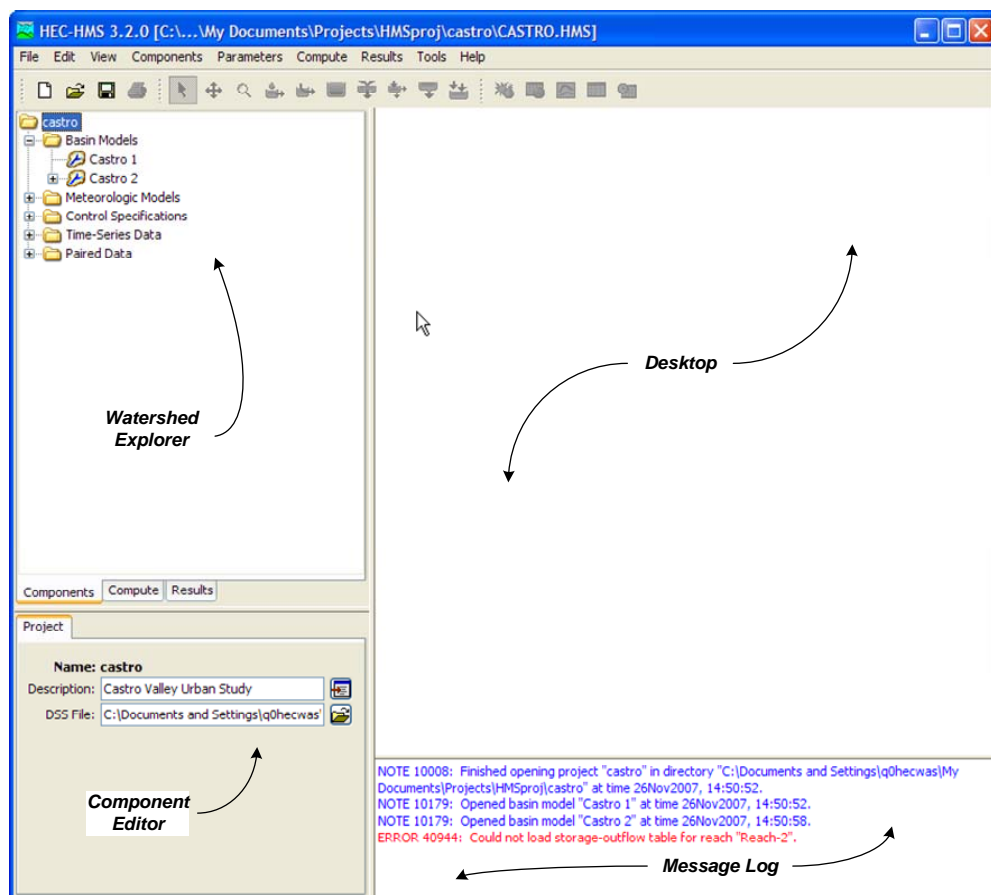 HEC-HMS 3.2.0 [C:\...\My Documents\Projects\HMSproj\castro\CASTRO.HMS]
File Edit View Components Parameters Compute Results Tools Help
castro
Basin Models
Castro 1
Castro 2
Meteorologic Models
Control Specifications
Time-Series Data
Paired Data
Watershed
Explorer
Desktop
Components Compute Results
Project
Name: castro
Description: Castro Valley Urban Study
DSS File: C:\Documents and Settings\q0hecwas'
Component
Editor
NOTE 10008: Finished opening project "castro" in directory "C:\Documents and Settings\q0hecwas\My
Documents\Projects\HMSproj\castro" at time 26Nov2007, 14:50:52.
NOTE 10179: Opened basin model "Castro 1" at time 26Nov2007, 14:50:52.
NOTE 10179: Opened basin model "Castro 2" at time 26Nov2007, 14:50:58.
ERROR 40944: Could not load storage-outflow table for reach "Reach-2".
Message Log